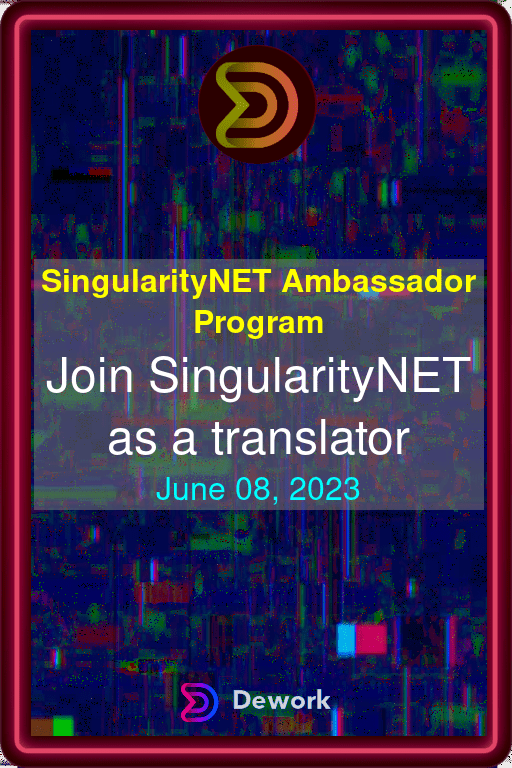 SingularityNET Ambassador
Program
Join SingularityNET
as a translator
June 08, 2023
Dework